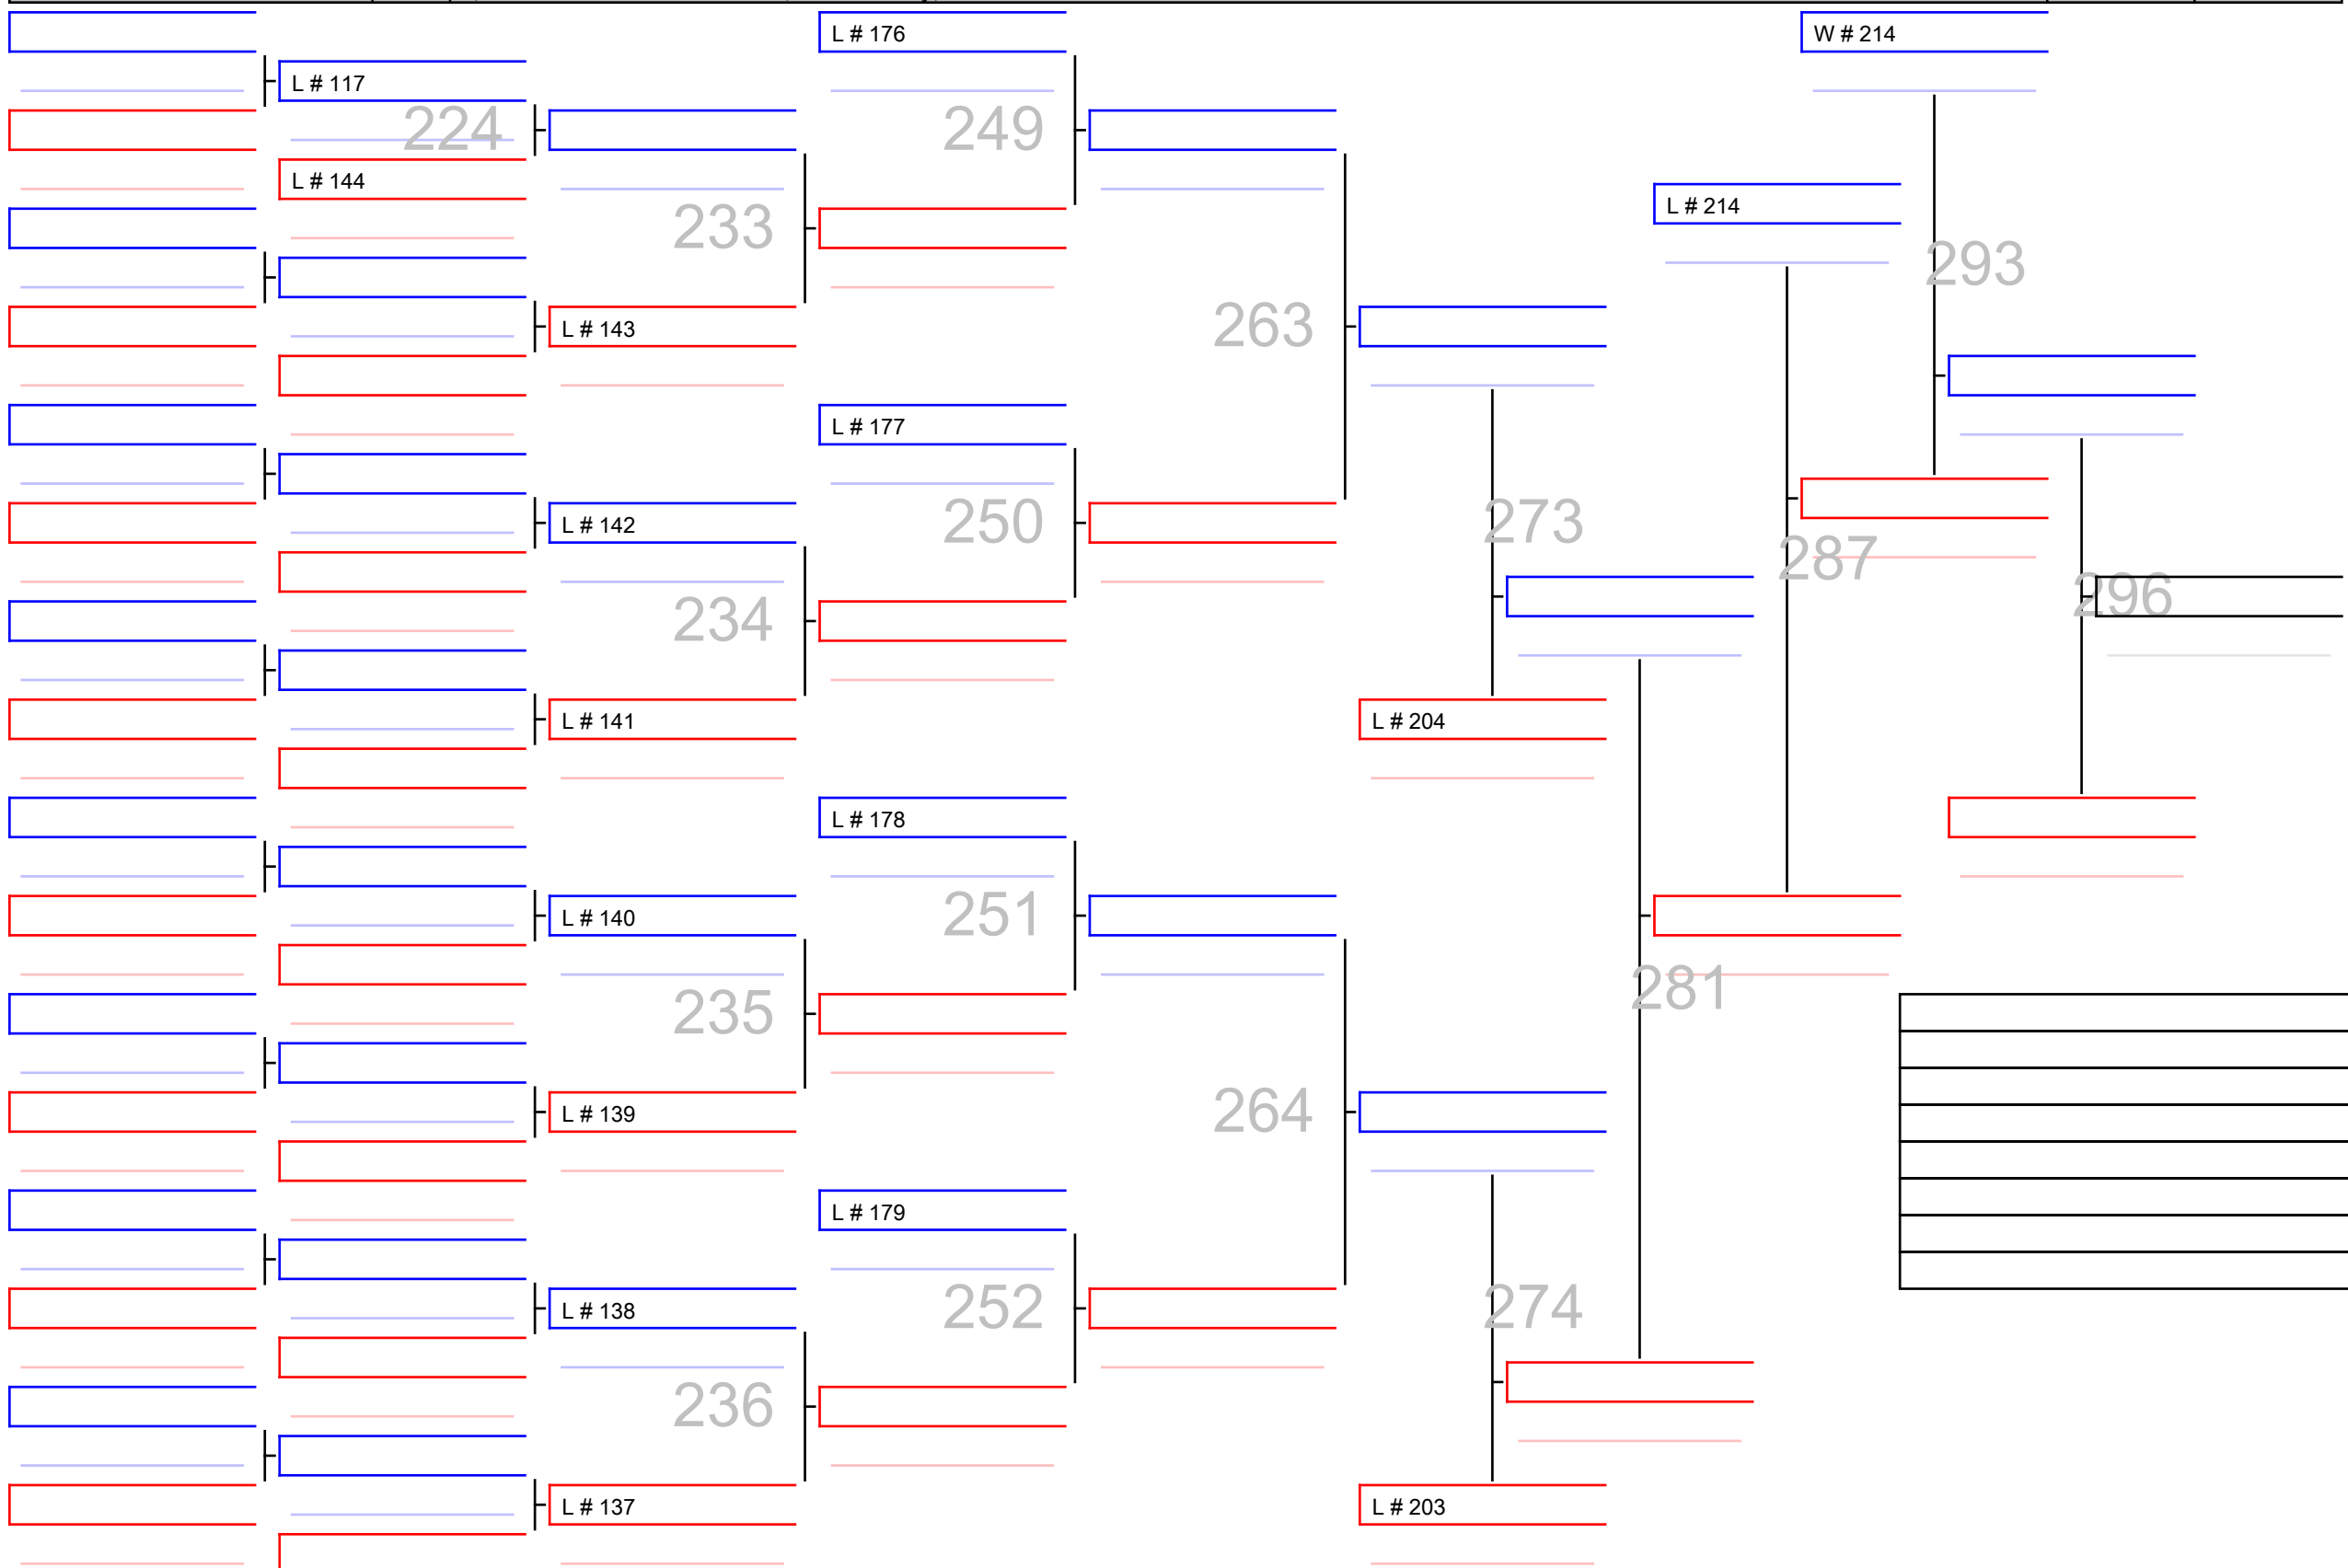 L # 176
W # 214
L # 117
224
249
L # 144
L # 214
233
293
L # 143
263
L # 177
L # 142
250
273
287
296
234
L # 141
L # 204
L # 178
L # 140
251
281
235
L # 139
264
L # 179
L # 138
252
274
236
L # 137
L # 203